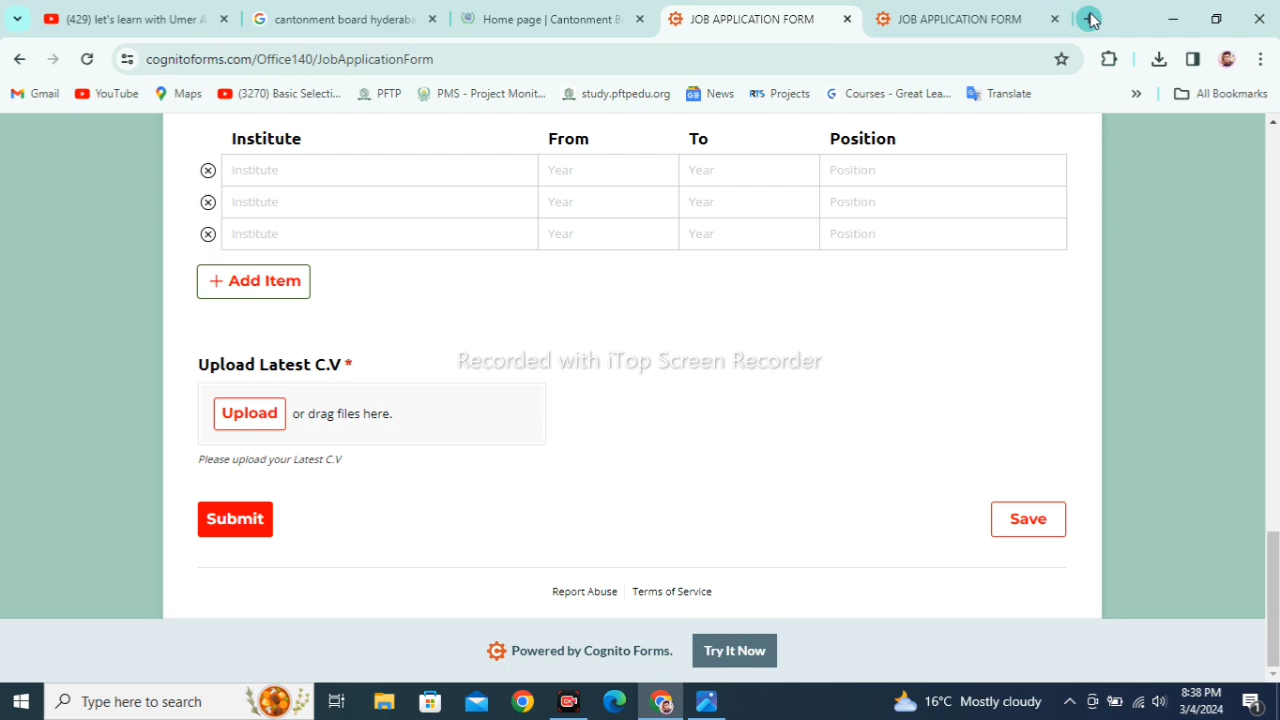 (429) let's learn with Umer A
cantonment board hyderaba
Home page | Cantonment B
JOB APPLICATION FORM
JOB APPLICATION FORM
cognitoforms.com/Office140/JobApplicationForm
Gmail
YouTube
Maps
(3270) Basic Selecti...
PFTP
PMS - Project Monit...
study.pftpedu.org
News
RTS Projects
Courses - Great Lea...
Translate
All Bookmarks
Institute From To Position
Institute Year Year Position
Institute Year Year Position
Institute Year Year Position
+ Add Item
Upload Latest C.V *
Recorded with iTop Screen Recorder
Upload or drag files here.
Please upload your Latest C.V
Submit
Save
Report Abuse
Terms of Service
Powered by Cognito Forms.
Try It Now
Type here to search
16°C Mostly cloudy
8:38 PM
3/4/2024
1